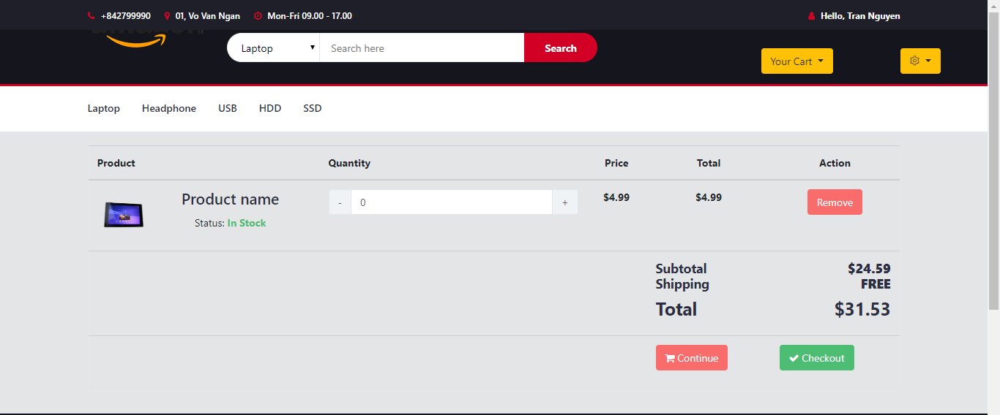 +842799990 01, Vo Van Ngan Mon-Fri 09.00 - 17.00 Hello, Tran Nguyen
Laptop Search here Search Your Cart
Laptop Headphone USB HDD SSD
Product Quantity Price Total Action
Product name - 0 + $4.99 $4.99 Remove
Status: In Stock
Subtotal $24.59
Shipping FREE
Total $31.53
Continue Checkout